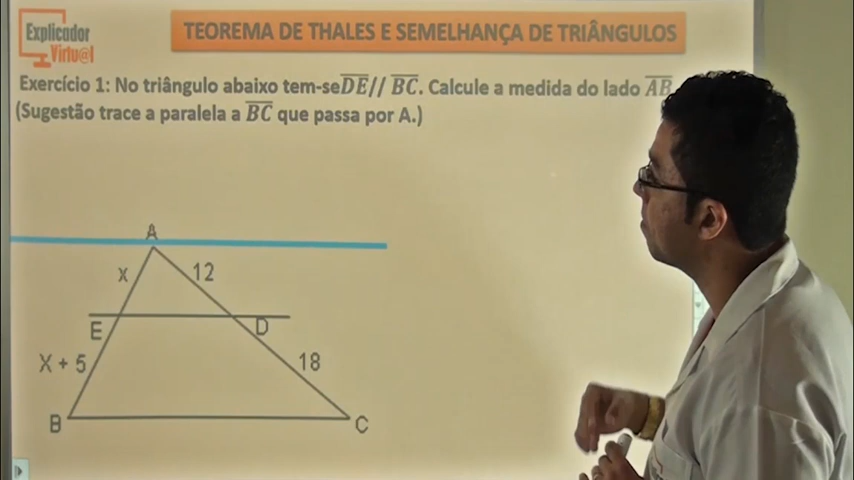 Explicador
Virtu@l
TEOREMA DE THALES E SEMELHANÇA DE TRIÂNGULOS
Exercício 1: No triângulo abaixo tem-se DE // BC. Calcule a medida do lado AB.
(Sugestão trace a paralela a BC que passa por A.)
A
x 12
E D
X + 5 18
B C